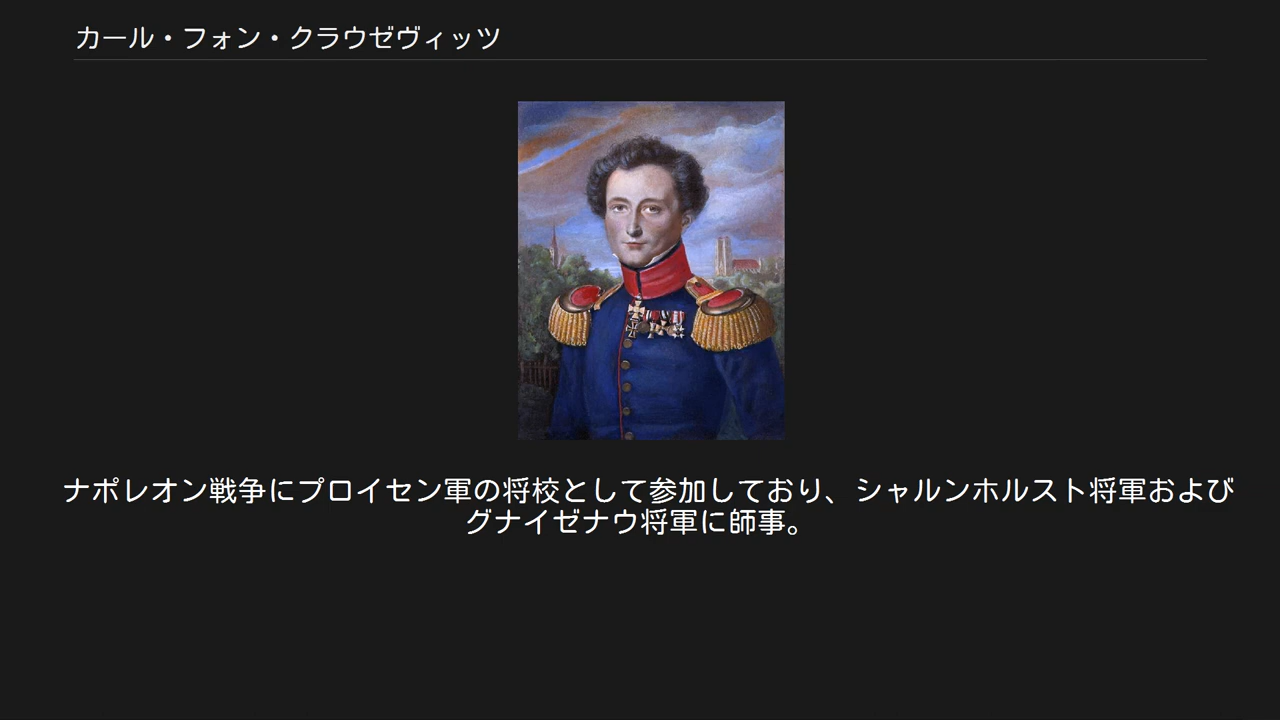 カール・フォン・クラウゼヴィッツ
ナポレオン戦争にプロイセン軍の将校として参加しており、シャルンホルスト将軍および
グナイゼナウ将軍に師事。